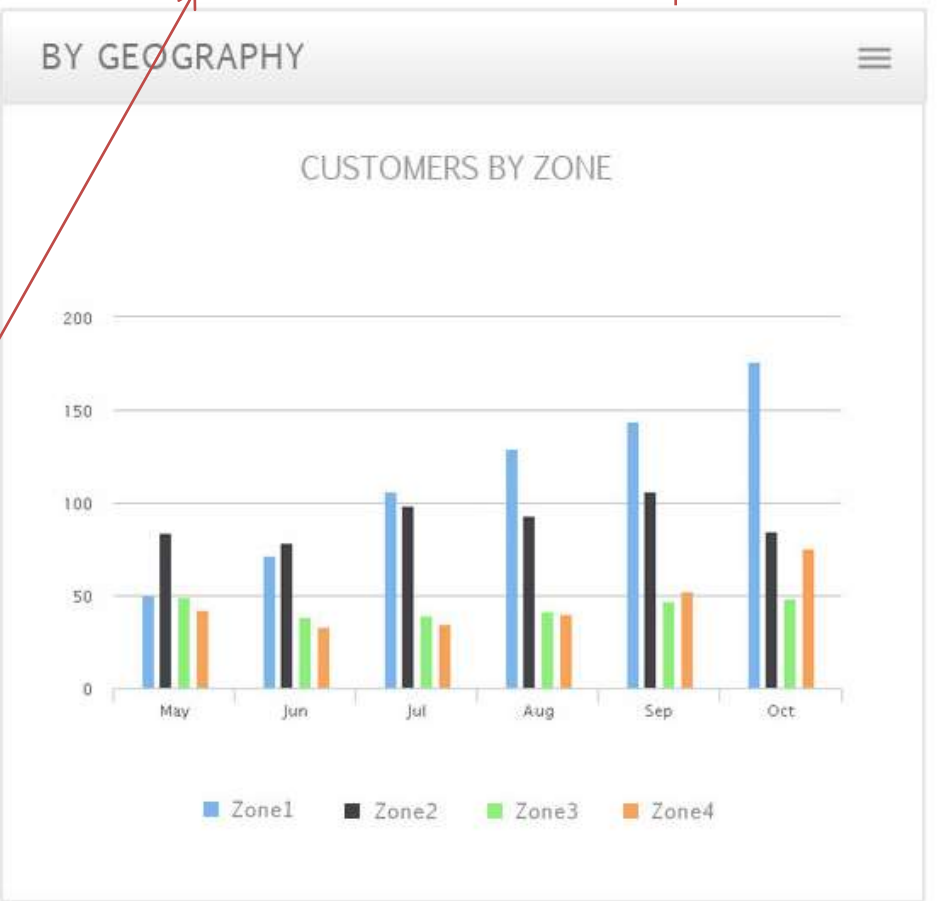 BY GEOGRAPHY
CUSTOMERS BY ZONE
200
150
100
50
0
May Jun Jul Aug Sep Oct
Zone1 Zone2 Zone3 Zone4